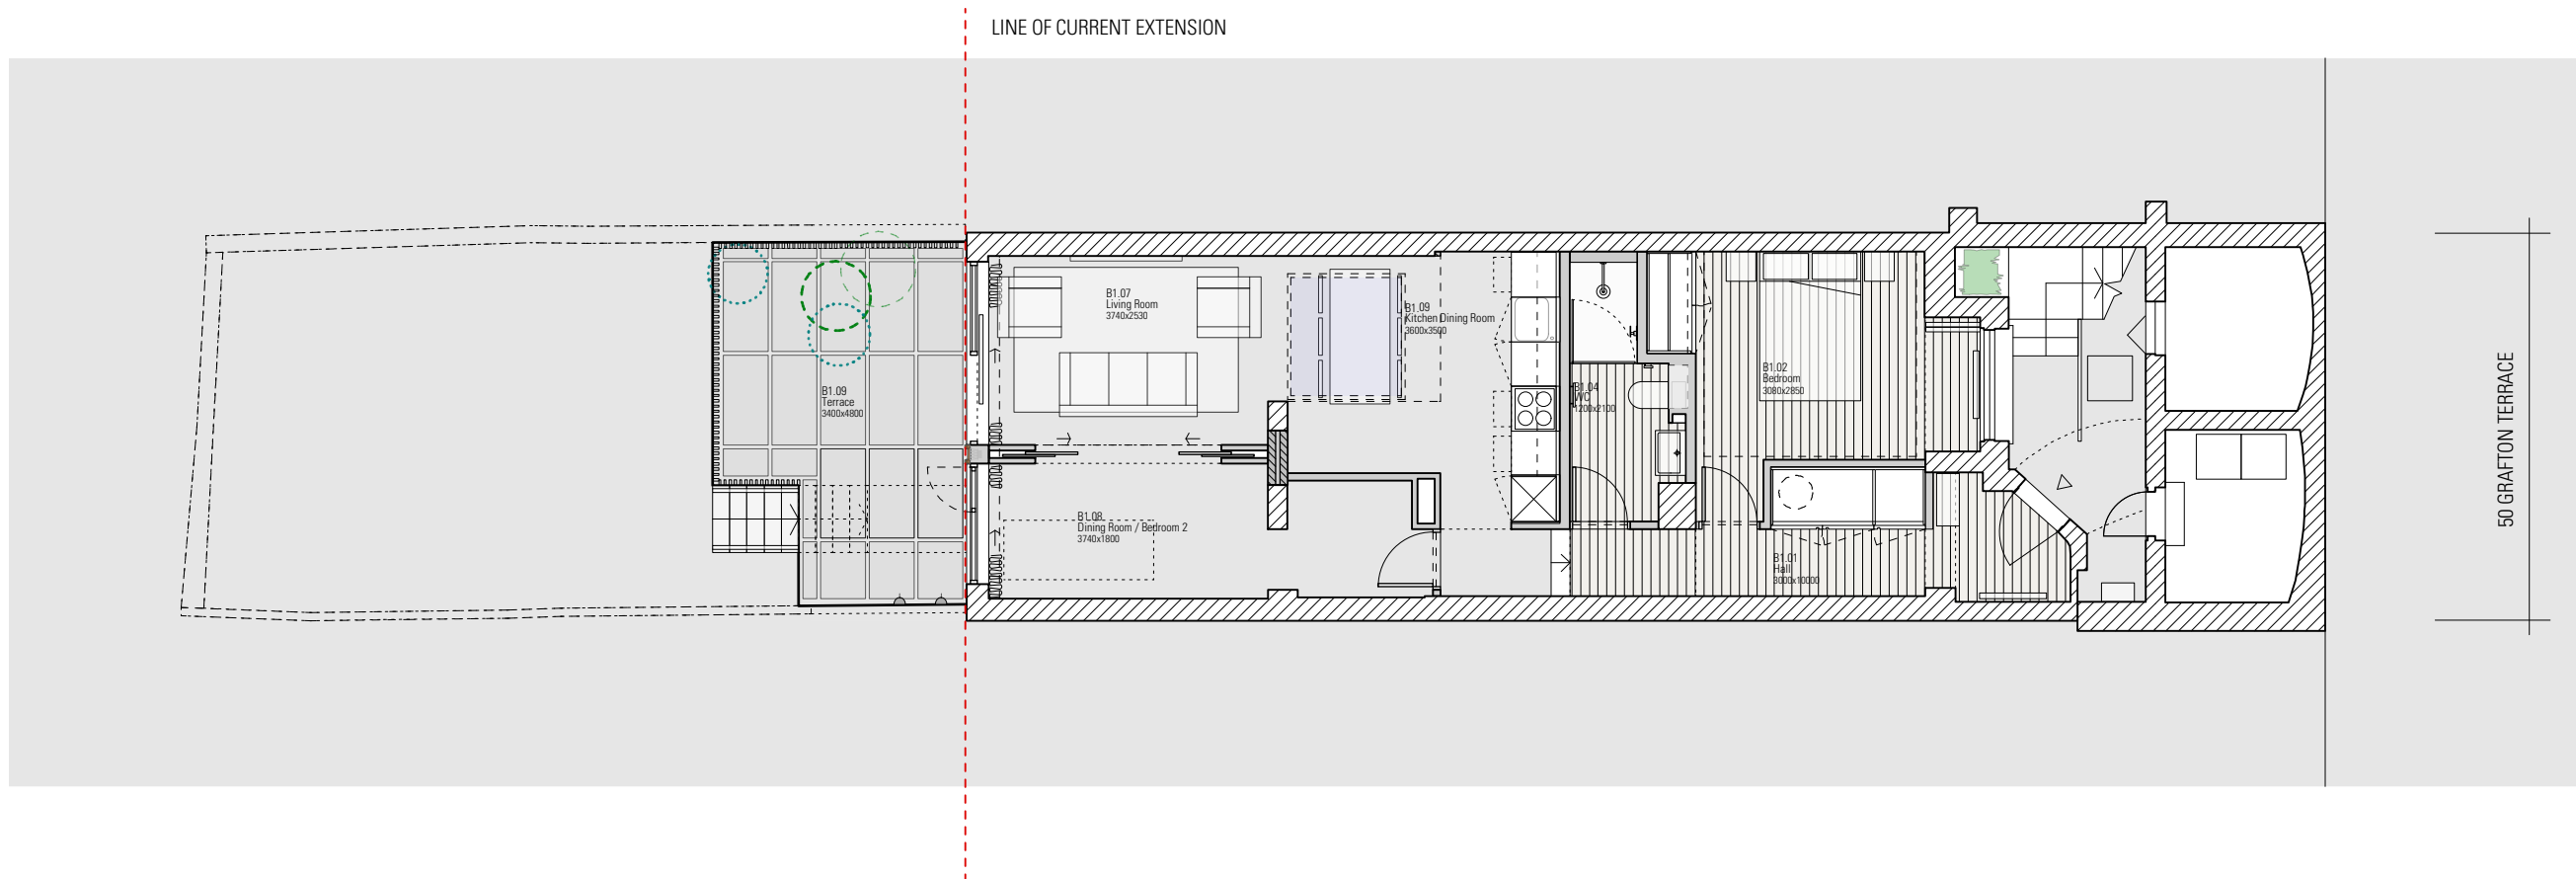 LINE OF CURRENT EXTENSION
B1.07
Living Room
3740x2530
B1.09
Kitchen Dining Room
3600x3500
B1.09
Terrace
3400x4800
B1.04
WC
1200x2100
B1.02
Bedroom
3080x2850
B1.08
Dining Room / Bedroom 2
3740x1800
B1.01
Hall
3000x10000
50 GRAFTON TERRACE